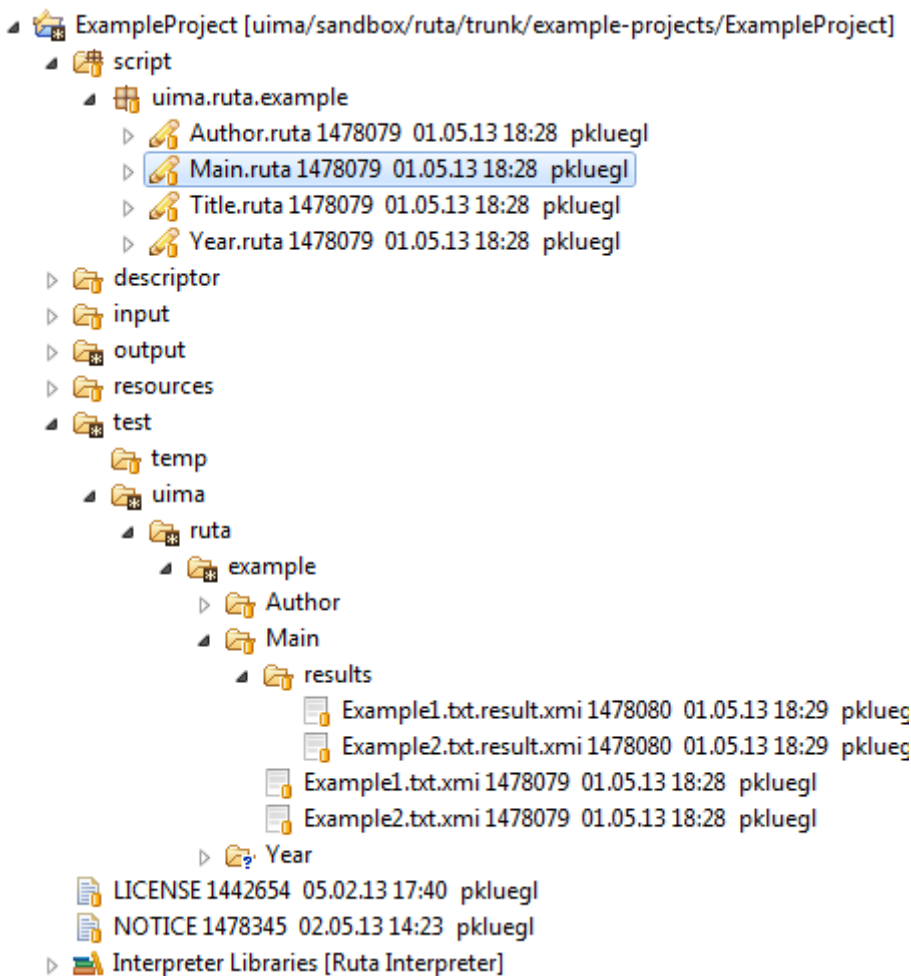 ExampleProject [uima/sandbox/ruta/trunk/example-projects/ExampleProject]
script
uima.ruta.example
Author.ruta 1478079 01.05.13 18:28 pkluegl
Main.ruta 1478079 01.05.13 18:28 pkluegl
Title.ruta 1478079 01.05.13 18:28 pkluegl
Year.ruta 1478079 01.05.13 18:28 pkluegl
descriptor
input
output
resources
test
temp
uima
ruta
example
Author
Main
results
Example1.txt.result.xmi 1478080 01.05.13 18:29 pklueg
Example2.txt.result.xmi 1478080 01.05.13 18:29 pklueg
Example1.txt.xmi 1478079 01.05.13 18:28 pkluegl
Example2.txt.xmi 1478079 01.05.13 18:28 pkluegl
Year
LICENSE 1442654 05.02.13 17:40 pkluegl
NOTICE 1478345 02.05.13 14:23 pkluegl
Interpreter Libraries [Ruta Interpreter]